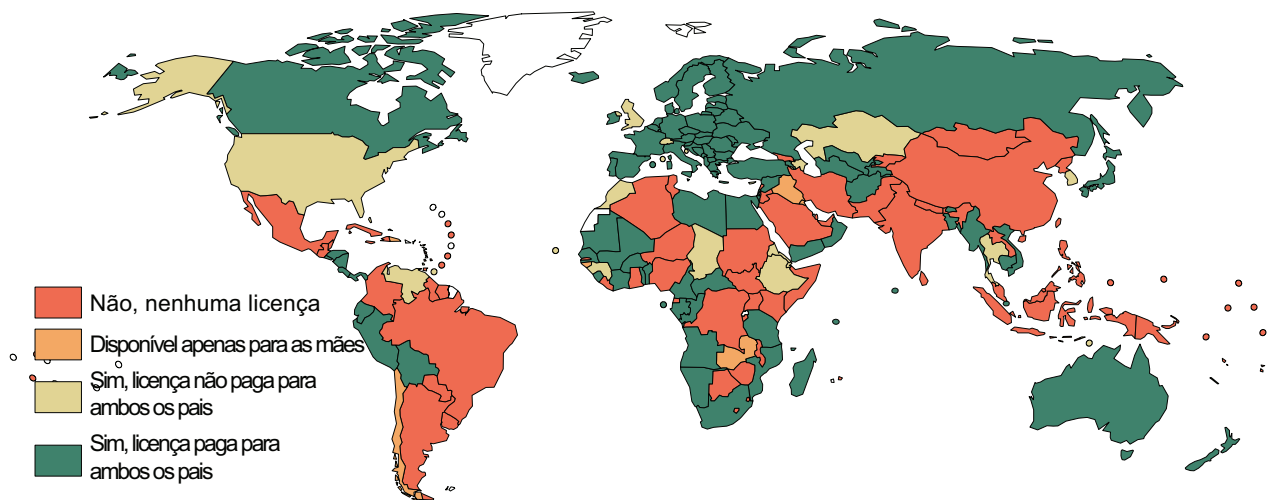 Não, nenhuma licença
Disponível apenas para as mães
Sim, licença não paga para
ambos os pais
Sim, licença paga para
ambos os pais